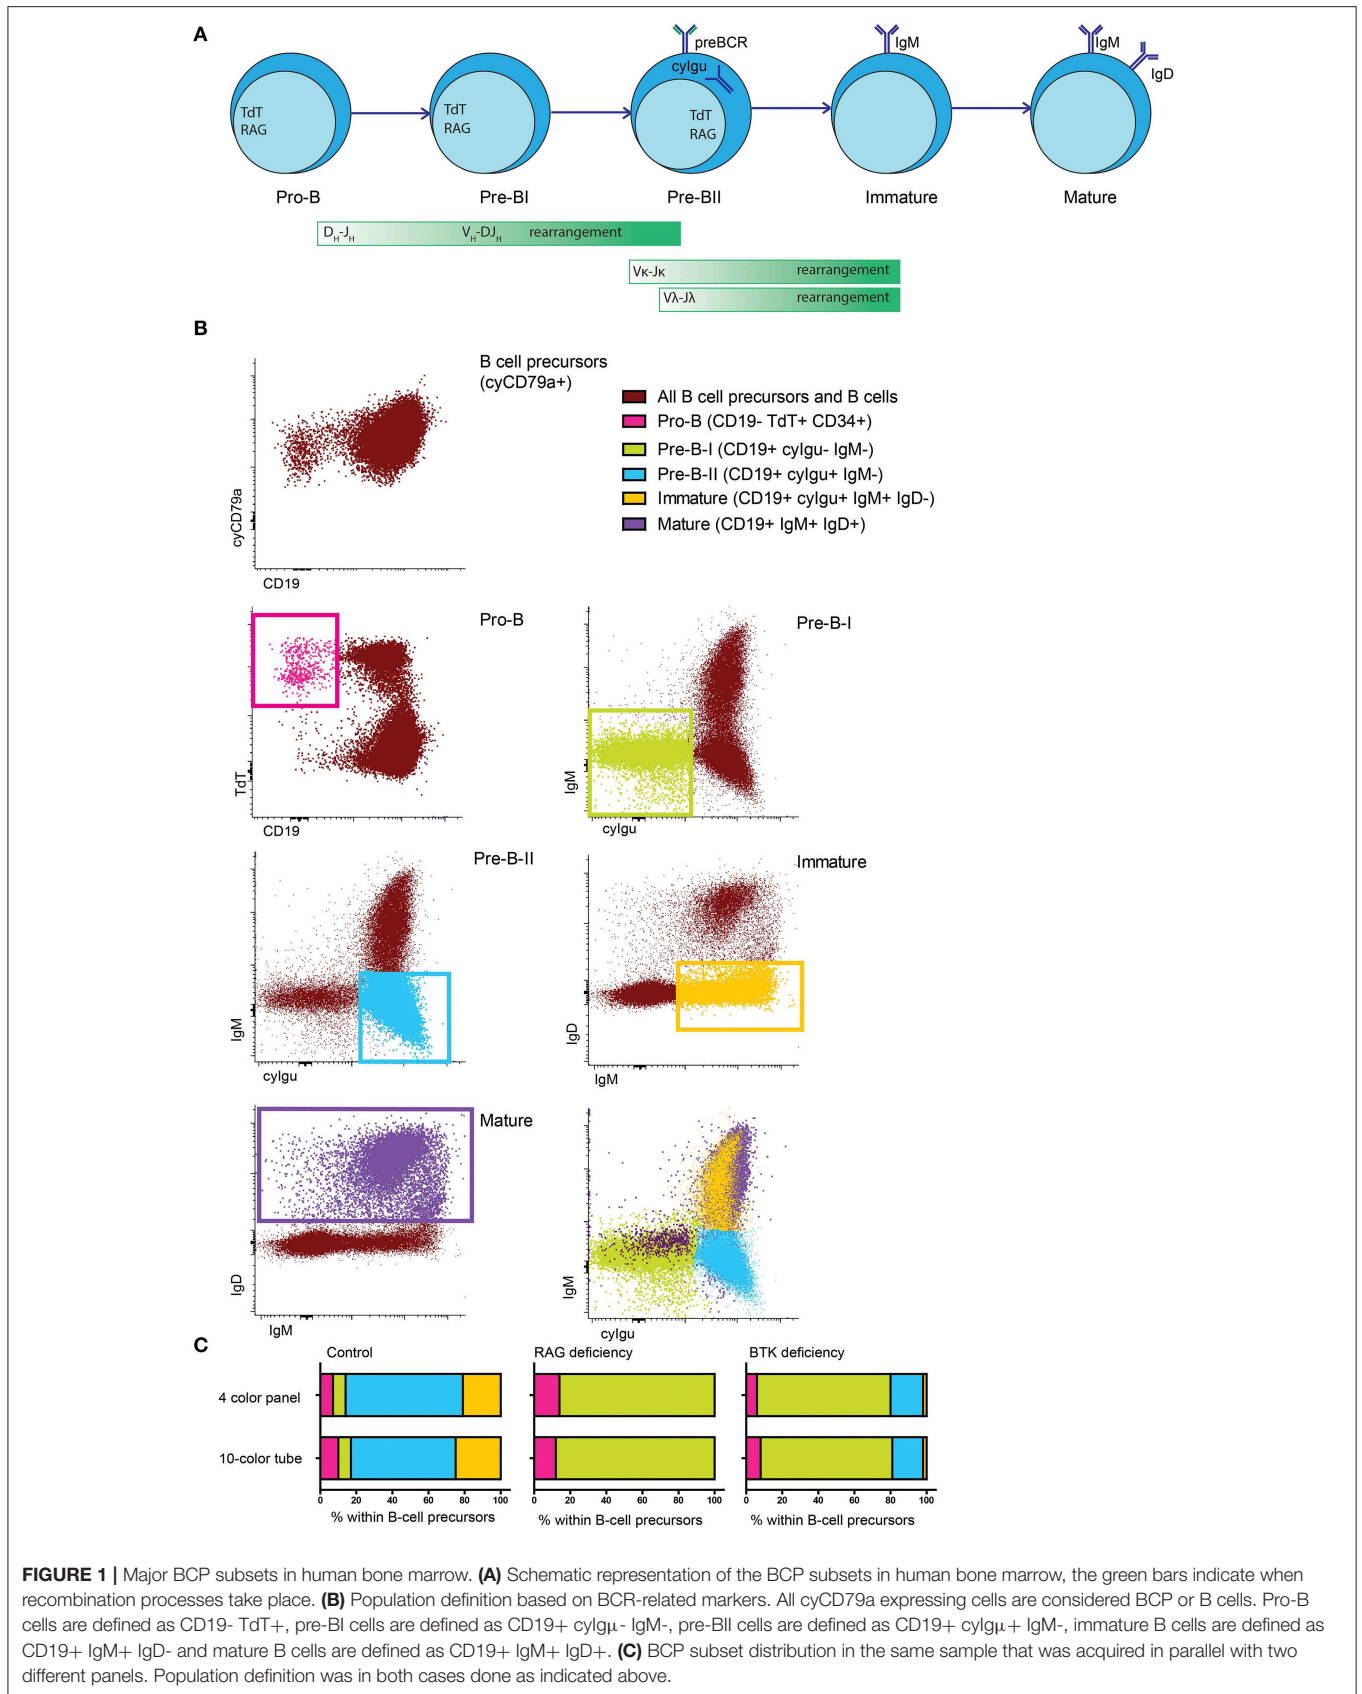 A
preBCR
cyIgu
IgM
IgM
IgD
TdT
RAG
TdT
RAG
TdT
RAG
Pro-B
Pre-BI
Pre-BII
Immature
Mature
DH-JH VH-DJH rearrangement
Vκ-Jκ rearrangement
Vλ-Jλ rearrangement
B
B cell precursors
(cyCD79a+)
cyCD79a
CD19
All B cell precursors and B cells
Pro-B (CD19- TdT+ CD34+)
Pre-B-I (CD19+ cyIgu- IgM-)
Pre-B-II (CD19+ cyIgu+ IgM-)
Immature (CD19+ cyIgu+ IgM+ IgD-)
Mature (CD19+ IgM+ IgD+)
Pro-B
TdT
CD19
Pre-B-I
IgM
cyIgu
Pre-B-II
IgM
cyIgu
Immature
IgD
IgM
Mature
IgD
IgM
IgM
cyIgu
C
Control
RAG deficiency
BTK deficiency
4 color panel
10-color tube
0 20 40 60 80 100
0 20 40 60 80 100
0 20 40 60 80 100
% within B-cell precursors
% within B-cell precursors
% within B-cell precursors
FIGURE 1 | Major BCP subsets in human bone marrow. (A) Schematic representation of the BCP subsets in human bone marrow, the green bars indicate when
recombination processes take place. (B) Population definition based on BCR-related markers. All cyCD79a expressing cells are considered BCP or B cells. Pro-B
cells are defined as CD19- TdT+, pre-BI cells are defined as CD19+ cyIgμ- IgM-, pre-BII cells are defined as CD19+ cyIgμ+ IgM-, immature B cells are defined as
CD19+ IgM+ IgD- and mature B cells are defined as CD19+ IgM+ IgD+. (C) BCP subset distribution in the same sample that was acquired in parallel with two
different panels. Population definition was in both cases done as indicated above.